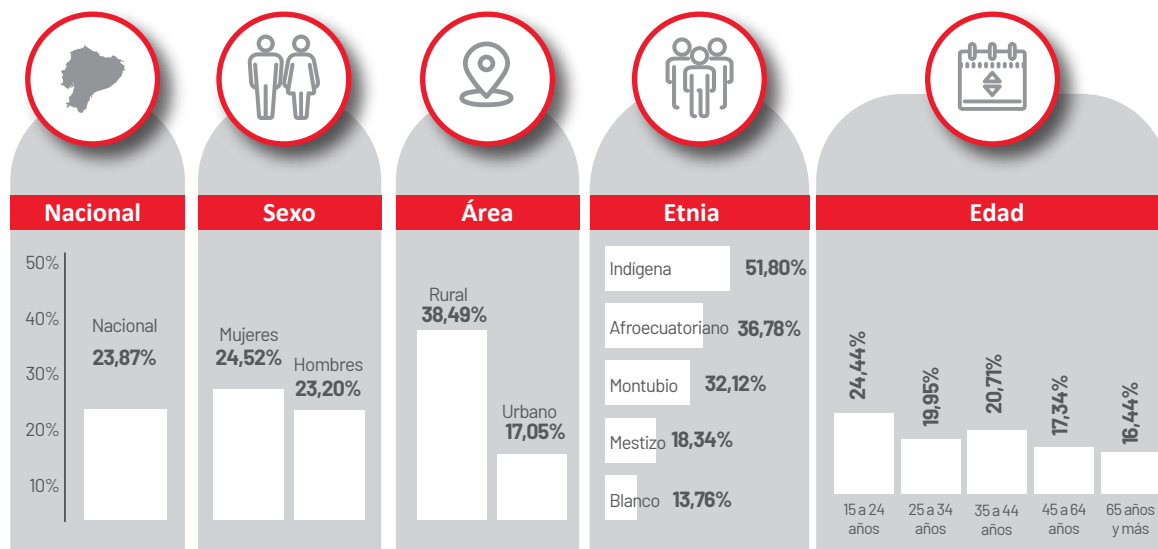 Nacional
50%
40%
30%
20%
10%
Nacional
23,87%
Sexo
Mujeres
24,52%
Hombres
23,20%
Área
Rural
38,49%
Urbano
17,05%
Etnia
Indígena 51,80%
Afroecuatoriano 36,78%
Montubio 32,12%
Mestizo 18,34%
Blanco 13,76%
Edad
24,44%
15 a 24
años
19,95%
25 a 34
años
20,71%
35 a 44
años
17,34%
45 a 64
años
16,44%
65 años
y más